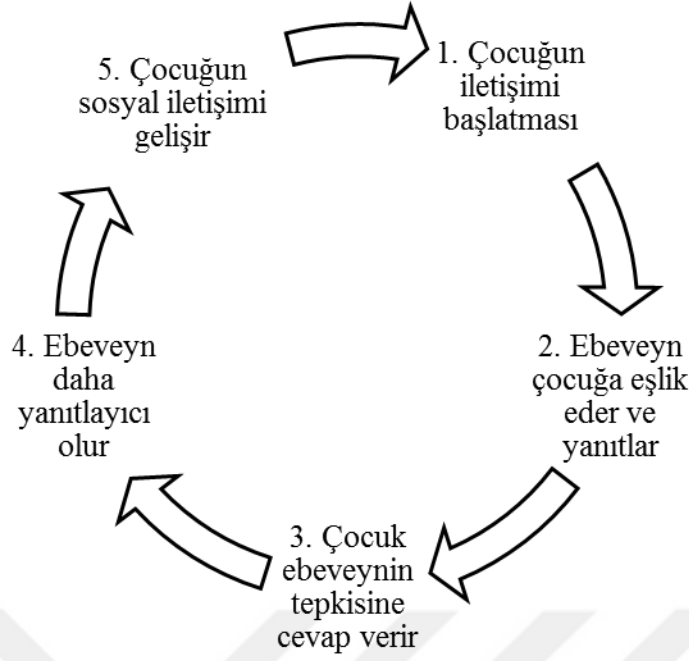 1. Çocuğun
iletişimi
başlatması
2. Ebeveyn
çocuğa eşlik
eder ve
yanıtlar
3. Çocuk
ebeveynin
tepkisine
cevap verir
4. Ebeveyn
daha
yanıtlayıcı
olur
5. Çocuğun
sosyal iletişimi
gelişir